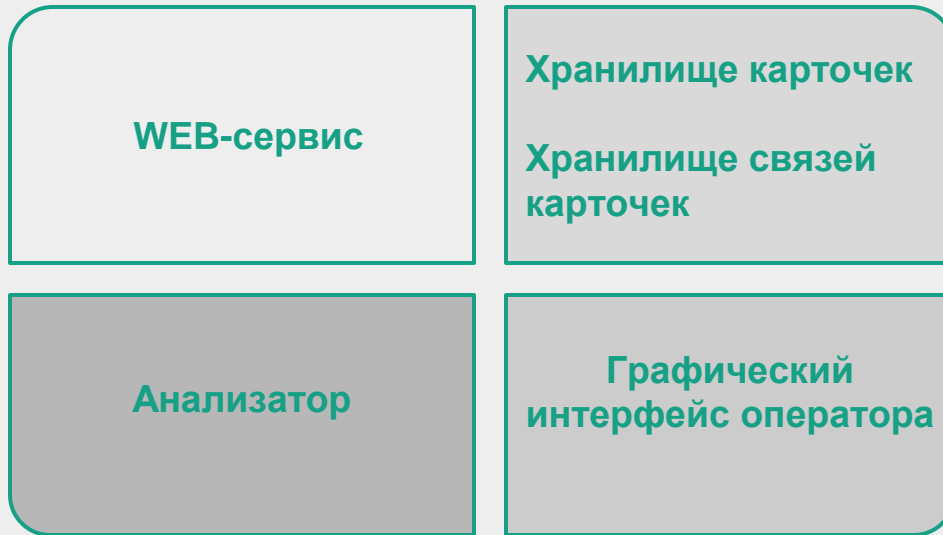 WEB-сервис
Хранилище карточек
Хранилище связей
карточек
Анализатор
Графический
интерфейс оператора